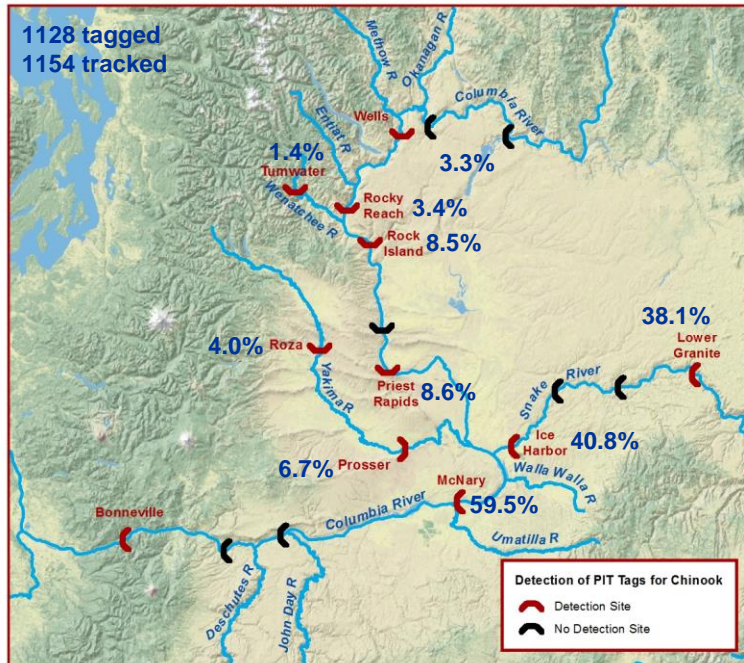 1128 tagged
1154 tracked
Methow R
Okanagan R
Columbia River
Wells
Entiat R
1.4%
Tumwater
3.3%
Wenatchee R
Rocky
Reach
3.4%
Rock
Island
8.5%
38.1%
Lower
Granite
4.0%
Roza
Yakima R
Priest
Rapids
8.6%
Snake
River
Ice
Harbor
40.8%
6.7%
Prosser
Walla Walla R
McNary
59.5%
Bonneville
Columbia River
Umatilla R
Deschutes R
John Day R
Detection of PIT Tags for Chinook
Detection Site
No Detection Site